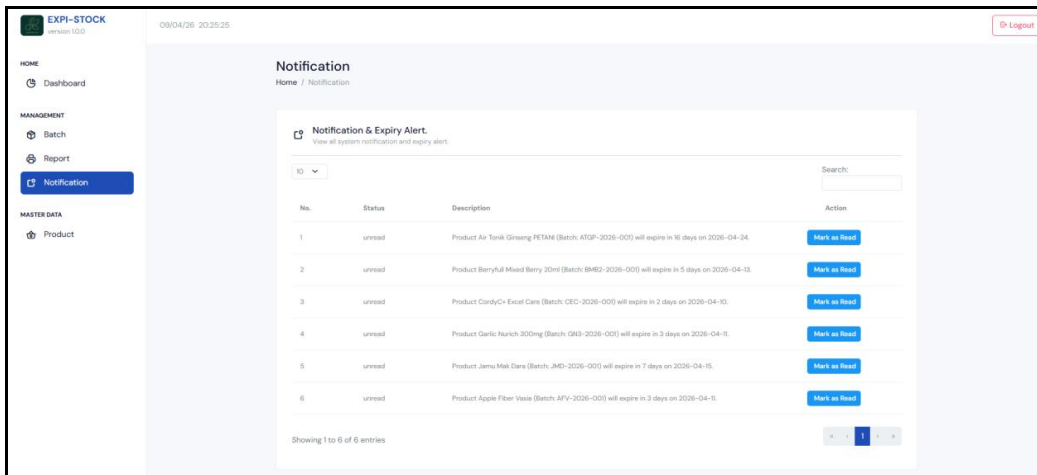 EXPI-STOCK
version 1.0.0
09/04/26 20:25:25
Logout
HOME
Dashboard
MANAGEMENT
Batch
Report
Notification
MASTER DATA
Product
Notification
Home / Notification
Notification & Expiry Alert.
View all system notification and expiry alert.
10
Search:
No. Status Description Action
1 unread Product Air Tonik Ginseng PETANI (Batch: ATGP-2026-001) will expire in 16 days on 2026-04-24. Mark as Read
2 unread Product Berryfull Mixed Berry 20ml (Batch: BMB2-2026-001) will expire in 5 days on 2026-04-13. Mark as Read
3 unread Product CordyC+ Excel Care (Batch: CEC-2026-001) will expire in 2 days on 2026-04-10. Mark as Read
4 unread Product Garlic Nurich 300mg (Batch: GN3-2026-001) will expire in 3 days on 2026-04-11. Mark as Read
5 unread Product Jamu Mak Dara (Batch: JMD-2026-001) will expire in 7 days on 2026-04-15. Mark as Read
6 unread Product Apple Fiber Vasia (Batch: AFV-2026-001) will expire in 3 days on 2026-04-11. Mark as Read
Showing 1 to 6 of 6 entries
« ‹ 1 › »